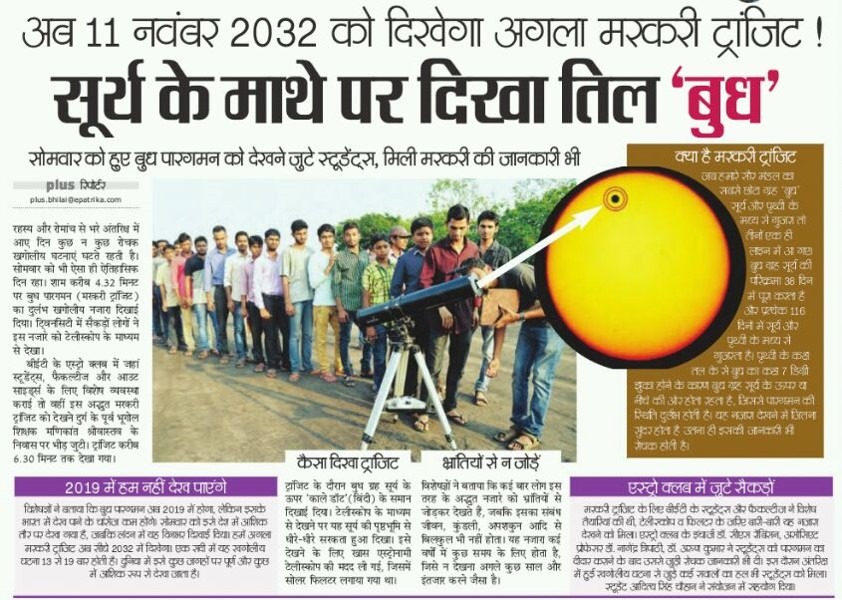 अब 11 नवंबर 2032 को दिखेगा अगला मरकरी ट्रांजिट !
सूर्य के माथे पर दिखा तिल ‘बुध’
सोमवार को हुए बुध पारगमन को देखने जुटे स्टूडेंट्स, मिली मरकरी की जानकारी भी
plus रिपोर्टर
plus.bhilai@epatrika.com
रहस्य और रोमांच से भरे अंतरिक्ष में
आए दिन कुछ न कुछ रोचक
खगोलीय घटनाएं घटते रहती है।
सोमवार को भी ऐसा ही ऐतिहासिक
दिन रहा। शाम करीब 4.32 मिनट
पर बुध पारगमन (मरकरी ट्रांजिट)
का दुर्लभ खगोलीय नजारा दिखाई
दिया। ट्विनसिटी में सैंकड़ों लोगों ने
इस नजारे को टेलीस्कोप के माध्यम
से देखा।
बीईटी के एस्ट्रो क्लब में जहां
स्टूडेंट्स, फैकल्टीज और आउट
साइडर्स के लिए विशेष व्यवस्था
कराई तो वहीं इस अद्भुत मरकरी
ट्रांजिट को देखने दुर्ग के पूर्व भूगोल
शिक्षक मणिकांत श्रीवास्तव के
निवास पर भीड़ जुटी। ट्रांजिट करीब
6.30 मिनट तक देखा गया।
क्या है मरकरी ट्रांजिट
जब हमारे सौर मंडल का
सबसे छोटा ग्रह 'बुध'
सूर्य और पृथ्वी के
मध्य से गुजरा तो
तीनों एक ही
लाइन में आ गए।
बुध ग्रह सूर्य की
परिक्रमा 38 दिन
में पूरा करता है
और प्रत्येक 116
दिनों में सूर्य और
पृथ्वी के मध्य से
गुजरता है। पृथ्वी के कक्षा
तल के से बुध का कक्षा 7 डिग्री
झुका होने के कारण बुध ग्रह सूर्य के ऊपर या
नीचे की ओर होता रहता है, जिससे पारगमन की
स्थिति दुर्लभ होती है। यह नजारा देखने में जितना
सुंदर होता है उतना ही इसकी जानकारी भी
रोचक होती है।
2019 में हम नहीं देख पाएंगे
विशेषज्ञों ने बताया कि बुध पारगमन अब 2019 में होगा, लेकिन इसके
भारत में देख पाने के चांसेज कम होंगे। सोमवार को इसे देश में आंशिक
तौर पर देखा गया है, जबकि लंदन में यह दिनभर दिखाई दिया। हमें अगला
मरकरी ट्रांजिट अब सीधे 2032 में दिखेगा। एक सदी में यह खगोलीय
घटना 13 से 19 बार होती है। दुनिया में इसे कुछ जगहों पर पूर्ण और कुछ
में आंशिक रूप से देखा जाता है।
कैसा दिखा ट्रांजिट
ट्रांजिट के दौरान बुध ग्रह सूर्य के
ऊपर 'काले डॉट'(बिंदी) के समान
दिखाई दिया। टेलीस्कोप के माध्यम
से देखने पर यह सूर्य की पृष्ठभूमि से
धीरे-धीरे सरकता हुआ दिखा। इसे
देखने के लिए खास एस्ट्रोनामी
टेलीस्कोप की मदद ली गई, जिसमें
सोलर फिल्टर लगाया गया था।
भ्रांतियों से न जोड़ें
विशेषज्ञों ने बताया कि कई बार लोग इस
तरह के अद्भुत नजारे को भ्रांतियों से
जोड़कर देखते हैं, जबकि इसका संबंध
जीवन, कुंडली, अपशकुन आदि से
बिल्कुल भी नहीं होता। यह नजारा कई
वर्षों में कुछ समय के लिए होता है,
जिसे न देखना अगले कुछ साल और
इंतजार करने जैसा है।
एस्ट्रो क्लब में जुटे सैकड़ों
मरकरी ट्रांजिट के लिए बीईटी के स्टूडेंट्स और फैकल्टीज ने विशेष
तैयारियां की थी, टेलीस्कोप व फिल्टर के जरिए बारी-बारी यह नजारा
देखने को मिला। एस्ट्रो क्लब के इंचार्ज डॉ. सीएस, असोसिएट
प्रोफेसर डॉ. नागेंद्र त्रिपाठी, डॉ. अरुण कुमार ने स्टूडेंट्स को पारगमन का
दीदार कराने के बाद उससे जुड़ी रोचक जानकारी भी दी। इस दौरान अंतरिक्ष
में हुई खगोलीय घटना से जुड़े कई सवालों का हल भी स्टूडेंट्स को मिला।
स्टूडेंट आदित्य सिंह चौहान ने संयोजन में सहयोग दिया।